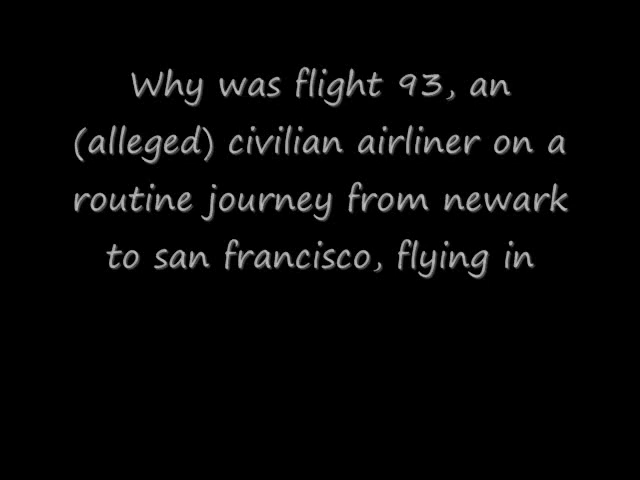 Why was flight 93, an
(alleged) civilian airliner on a
routine journey from newark
to san francisco, flying in